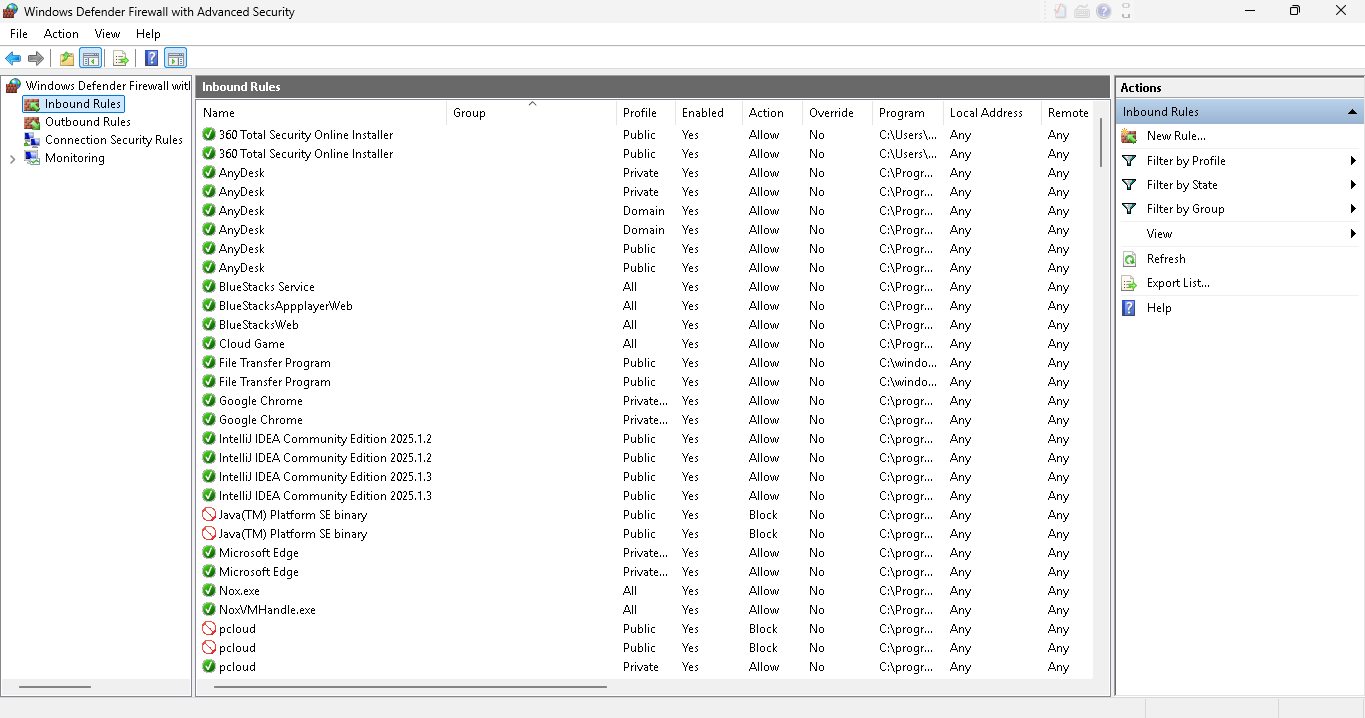 Windows Defender Firewall with Advanced Security
File Action View Help
Windows Defender Firewall with
Inbound Rules
Outbound Rules
Connection Security Rules
Monitoring
Inbound Rules
Name Group Profile Enabled Action Override Program Local Address Remote
360 Total Security Online Installer Public Yes Allow No C:\Users\... Any Any
360 Total Security Online Installer Public Yes Allow No C:\Users\... Any Any
AnyDesk Private Yes Allow No C:\Progr... Any Any
AnyDesk Private Yes Allow No C:\Progr... Any Any
AnyDesk Domain Yes Allow No C:\Progr... Any Any
AnyDesk Domain Yes Allow No C:\Progr... Any Any
AnyDesk Public Yes Allow No C:\Progr... Any Any
AnyDesk Public Yes Allow No C:\Progr... Any Any
BlueStacks Service All Yes Allow No C:\Progr... Any Any
BlueStacksAppplayerWeb All Yes Allow No C:\Progr... Any Any
BlueStacksWeb All Yes Allow No C:\Progr... Any Any
Cloud Game All Yes Allow No C:\Progr... Any Any
File Transfer Program Public Yes Allow No C:\windo... Any Any
File Transfer Program Public Yes Allow No C:\windo... Any Any
Google Chrome Private... Yes Allow No C:\progr... Any Any
Google Chrome Private... Yes Allow No C:\progr... Any Any
IntelliJ IDEA Community Edition 2025.1.2 Public Yes Allow No C:\progr... Any Any
IntelliJ IDEA Community Edition 2025.1.2 Public Yes Allow No C:\progr... Any Any
IntelliJ IDEA Community Edition 2025.1.3 Public Yes Allow No C:\progr... Any Any
IntelliJ IDEA Community Edition 2025.1.3 Public Yes Allow No C:\progr... Any Any
Java(TM) Platform SE binary Public Yes Block No C:\progr... Any Any
Java(TM) Platform SE binary Public Yes Block No C:\progr... Any Any
Microsoft Edge Private... Yes Allow No C:\progr... Any Any
Microsoft Edge Private... Yes Allow No C:\progr... Any Any
Nox.exe All Yes Allow No C:\Progr... Any Any
NoxVMHandle.exe All Yes Allow No C:\Progr... Any Any
pcloud Public Yes Block No C:\progr... Any Any
pcloud Public Yes Block No C:\progr... Any Any
pcloud Private Yes Allow No C:\progr... Any Any
Actions
Inbound Rules
New Rule...
Filter by Profile
Filter by State
Filter by Group
View
Refresh
Export List...
Help